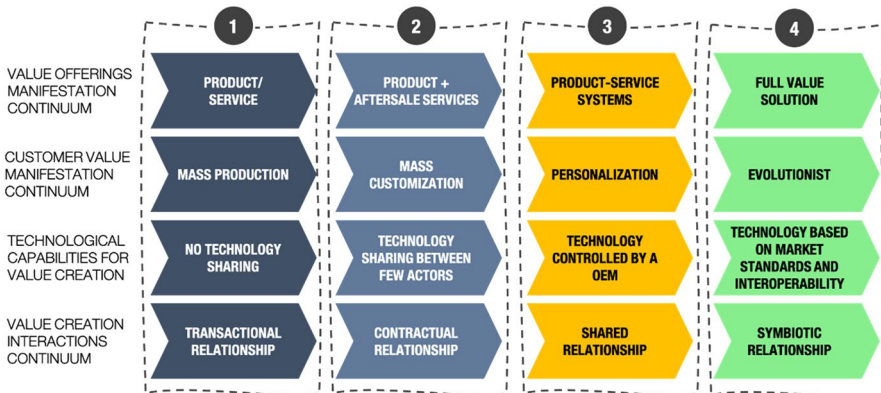 1
2
3
4
VALUE OFFERINGS
MANIFESTATION
CONTINUUM
PRODUCT/
SERVICE
PRODUCT +
AFTERSALE SERVICES
PRODUCT-SERVICE
SYSTEMS
FULL VALUE
SOLUTION
CUSTOMER VALUE
MANIFESTATION
CONTINUUM
MASS PRODUCTION
MASS
CUSTOMIZATION
PERSONALIZATION
EVOLUTIONIST
TECHNOLOGICAL
CAPABILITIES FOR
VALUE CREATION
NO TECHNOLOGY
SHARING
TECHNOLOGY
SHARING BETWEEN
FEW ACTORS
TECHNOLOGY
CONTROLLED BY A
OEM
TECHNOLOGY BASED
ON MARKET
STANDARDS AND
INTEROPERABILITY
VALUE CREATION
INTERACTIONS
CONTINUUM
TRANSACTIONAL
RELATIONSHIP
CONTRACTUAL
RELATIONSHIP
SHARED
RELATIONSHIP
SYMBIOTIC
RELATIONSHIP